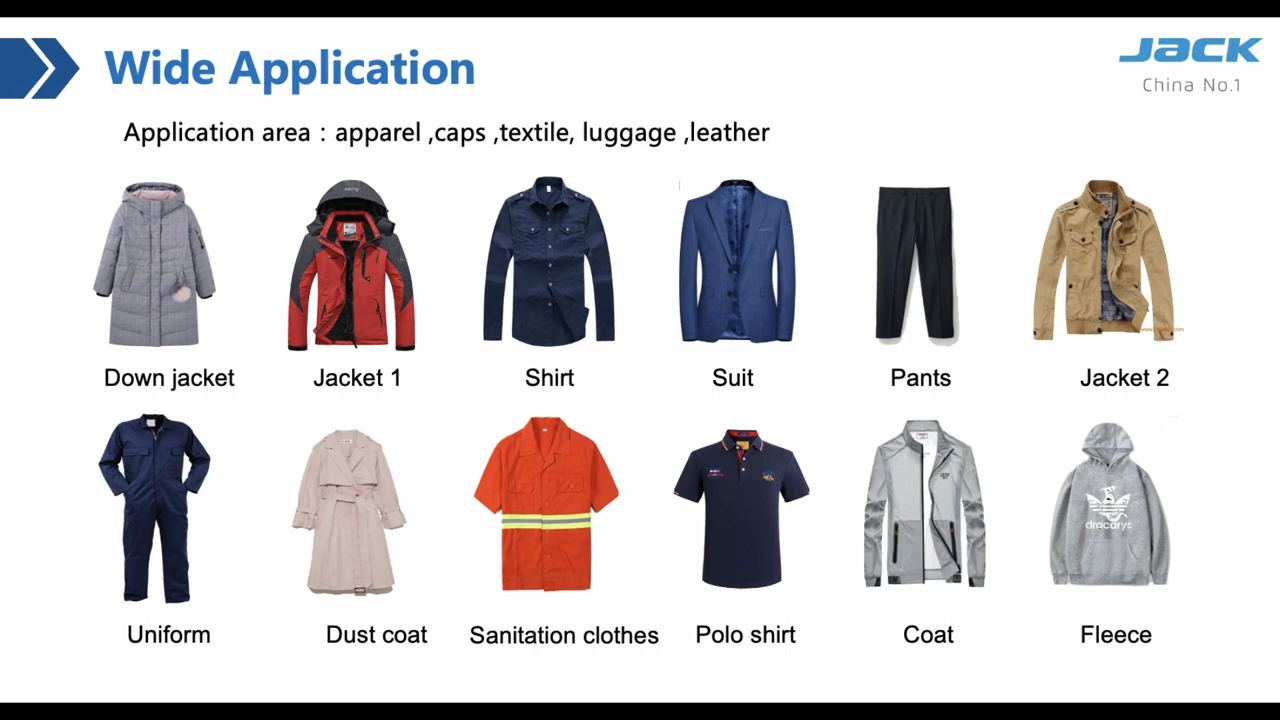 Wide Application
JACK
China No.1
Application area：apparel ,caps ,textile, luggage ,leather
Down jacket
Jacket 1
Shirt
Suit
Pants
Jacket 2
dracarys
Uniform
Dust coat
Sanitation clothes
Polo shirt
Coat
Fleece